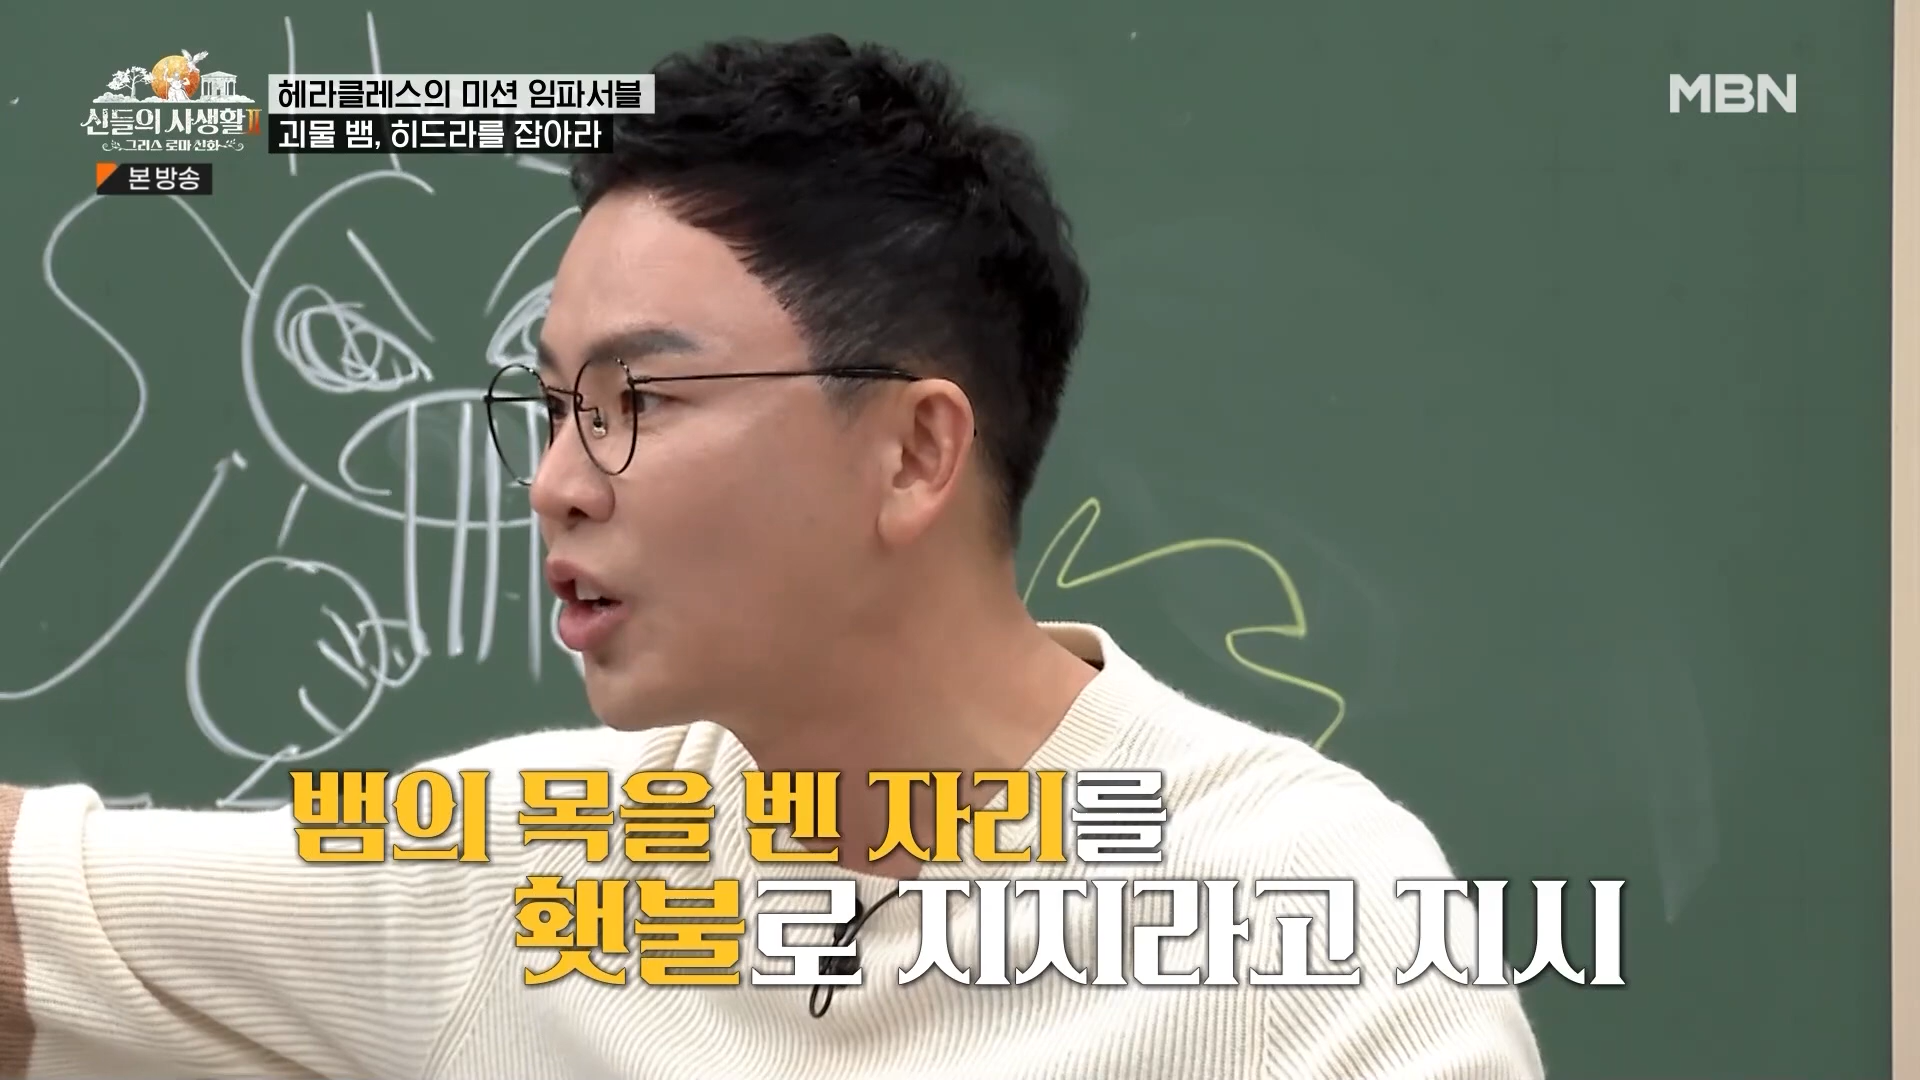 헤라클레스의 미션 임파서블
괴물 뱀, 히드라를 잡아라
MBN
신들의 사생활 II
그리스 로마 신화
본 방송
뱀의 목을 벤 자리를
횃불로 지지라고 지시